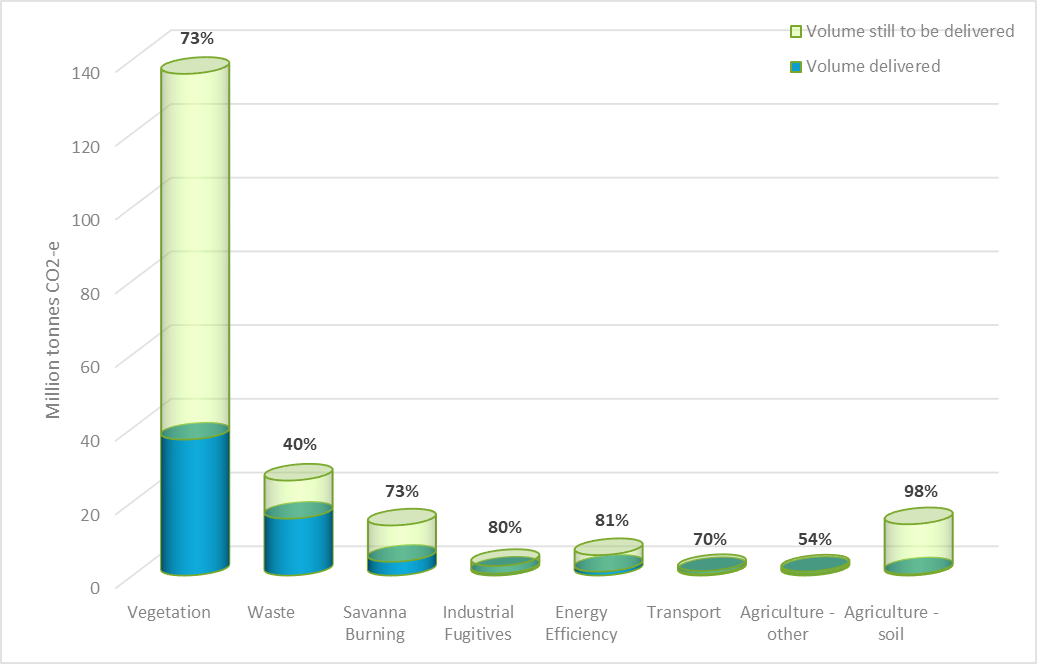 73%
Volume still to be delivered
Volume delivered
140
120
100
80
60
40
20
0
Million tonnes CO2-e
40%
73%
80%
81%
70%
54%
98%
Vegetation
Waste
Savanna
Burning
Industrial
Fugitives
Energy
Efficiency
Transport
Agriculture -
other
Agriculture -
soil